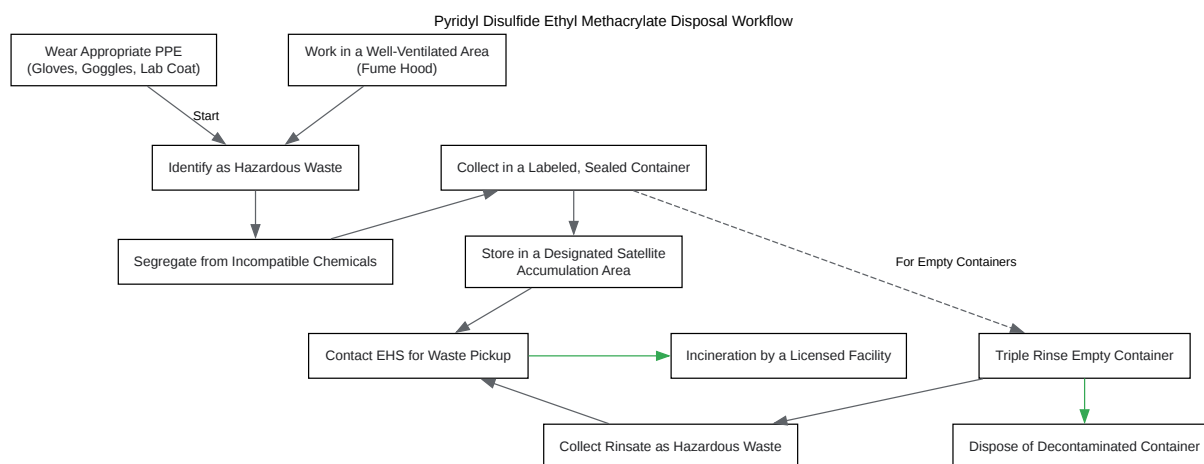 Pyridyl Disulfide Ethyl Methacrylate Disposal Workflow
Wear Appropriate PPE
(Gloves, Goggles, Lab Coat)
Work in a Well-Ventilated Area
(Fume Hood)
Start
Identify as Hazardous Waste
Collect in a Labeled, Sealed Container
Segregate from Incompatible Chemicals
Store in a Designated Satellite
Accumulation Area
For Empty Containers
Contact EHS for Waste Pickup
Incineration by a Licensed Facility
Triple Rinse Empty Container
Collect Rinsate as Hazardous Waste
Dispose of Decontaminated Container